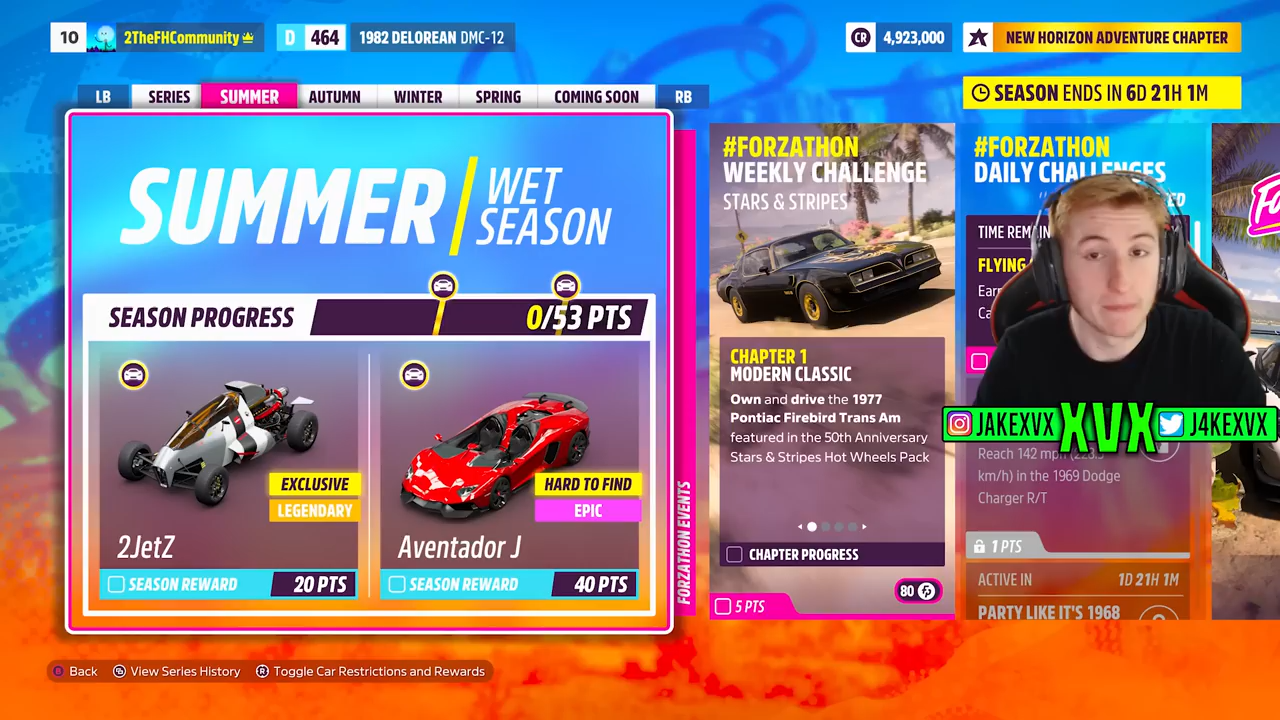 10 2TheFHCommunity D 464 1982 DELOREAN DMC-12
CR 4,923,000 NEW HORIZON ADVENTURE CHAPTER
LB SERIES SUMMER AUTUMN WINTER SPRING COMING SOON RB
SEASON ENDS IN 6D 21H 1M
SUMMER
WET
SEASON
SEASON PROGRESS 0/53 PTS
EXCLUSIVE
LEGENDARY
2JetZ
SEASON REWARD 20 PTS
HARD TO FIND
EPIC
Aventador J
SEASON REWARD 40 PTS
FORZATHON EVENTS
#FORZATHON
WEEKLY CHALLENGE
STARS & STRIPES
CHAPTER 1
MODERN CLASSIC
Own and drive the 1977
Pontiac Firebird Trans Am
featured in the 50th Anniversary
Stars & Stripes Hot Wheels Pack
CHAPTER PROGRESS
80
5 PTS
#FORZATHON
DAILY CHALLENGES
TIME
FLYING
JAKEXVX XVX J4KEXVX
Reach 142 mph
km/h) in the 1969 Dodge
Charger R/T
1 PTS
ACTIVE IN 1D 21H 1M
PARTY LIKE IT'S 1968
B Back View Series History R Toggle Car Restrictions and Rewards